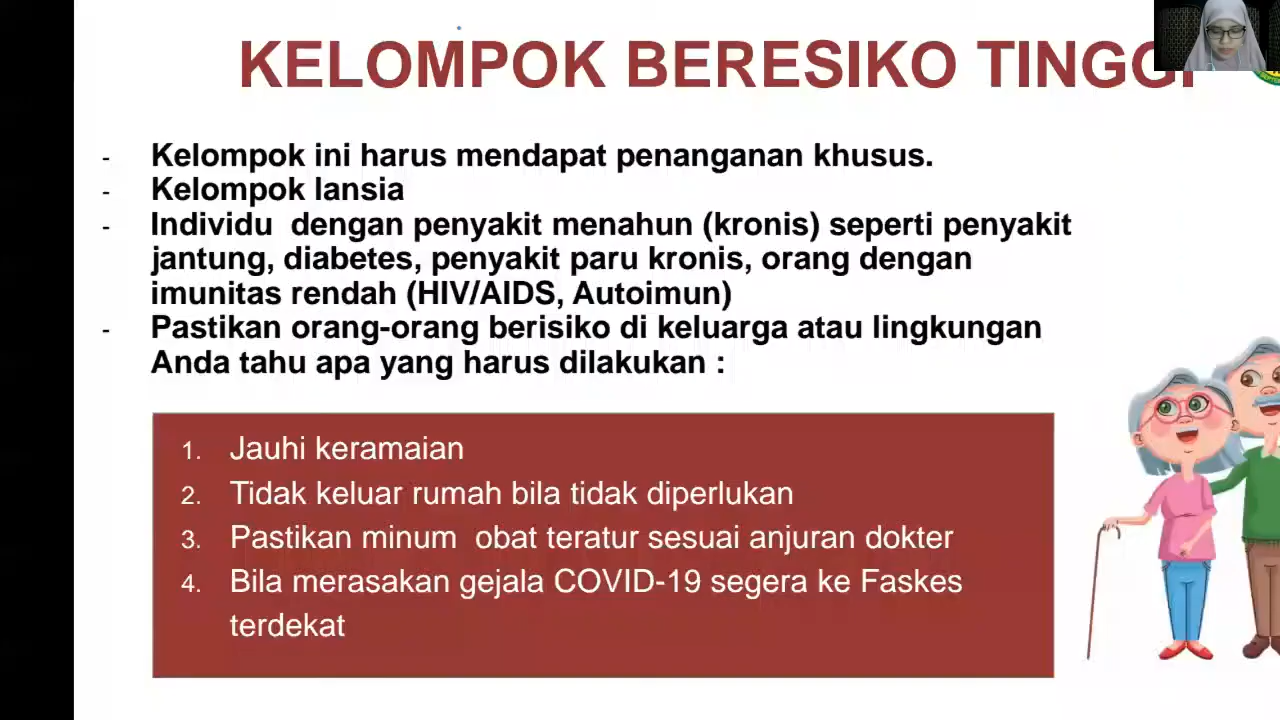 KELOMPOK BERESIKO TINGGI
- Kelompok ini harus mendapat penanganan khusus.
- Kelompok lansia
- Individu dengan penyakit menahun (kronis) seperti penyakit
jantung, diabetes, penyakit paru kronis, orang dengan
imunitas rendah (HIV/AIDS, Autoimun)
- Pastikan orang-orang berisiko di keluarga atau lingkungan
Anda tahu apa yang harus dilakukan :
1. Jauhi keramaian
2. Tidak keluar rumah bila tidak diperlukan
3. Pastikan minum obat teratur sesuai anjuran dokter
4. Bila merasakan gejala COVID-19 segera ke Faskes
terdekat